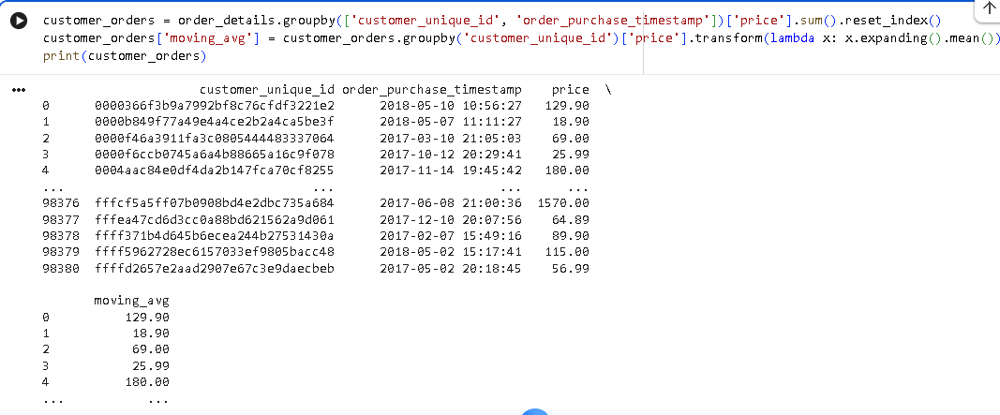 customer_orders = order_details.groupby(['customer_unique_id', 'order_purchase_timestamp'])['price'].sum().reset_index()
customer_orders['moving_avg'] = customer_orders.groupby('customer_unique_id')['price'].transform(lambda x: x.expanding().mean())
print(customer_orders)
customer_unique_id order_purchase_timestamp price \
0 0000366f3b9a7992bf8c76cfdf3221e2 2018-05-10 10:56:27 129.90
1 0000b849f77a49e4a4ce2b2a4ca5be3f 2018-05-07 11:11:27 18.90
2 0000f46a3911fa3c0805444483337064 2017-03-10 21:05:03 69.00
3 0000f6ccb0745a6a4b88665a16c9f078 2017-10-12 20:29:41 25.99
4 0004aac84e0df4da2b147fca70cf8255 2017-11-14 19:45:42 180.00
... ... ... ...
98376 fffcf5a5ff07b0908bd4e2dbc735a684 2017-06-08 21:00:36 1570.00
98377 fffea47cd6d3cc0a88bd621562a9d061 2017-12-10 20:07:56 64.89
98378 ffff371b4d645b6ecea244b27531430a 2017-02-07 15:49:16 89.90
98379 ffff5962728ec6157033ef9805bacc48 2018-05-02 15:17:41 115.00
98380 ffffd2657e2aad2907e67c3e9daecbeb 2017-05-02 20:18:45 56.99
moving_avg
0 129.90
1 18.90
2 69.00
3 25.99
4 180.00
... ...